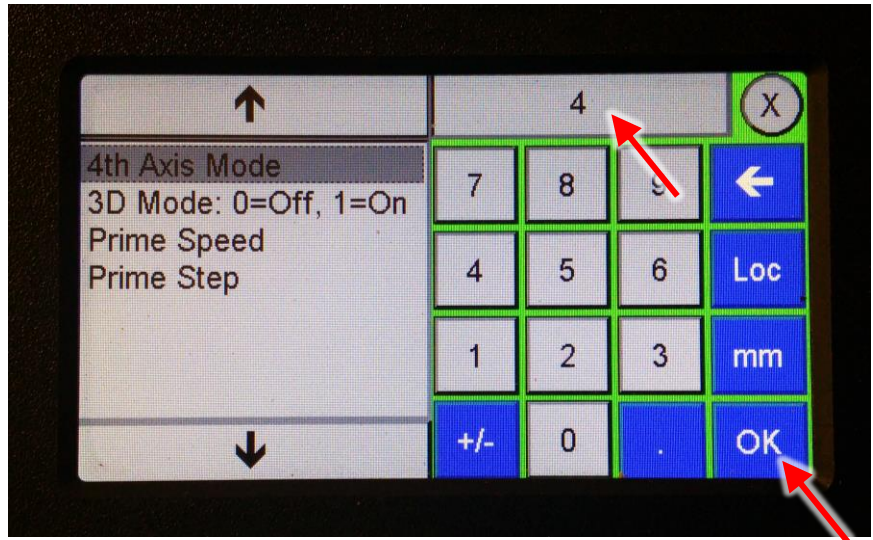 4
X
4th Axis Mode
3D Mode: 0=Off, 1=On
Prime Speed
Prime Step
7 8 9
4 5 6 Loc
1 2 3 mm
+/- 0 . OK